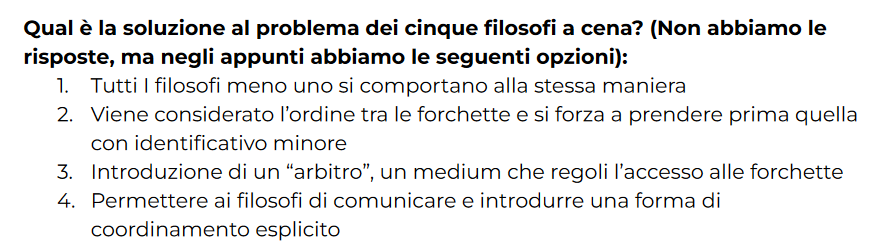 Qual è la soluzione al problema dei cinque filosofi a cena? (Non abbiamo le
risposte, ma negli appunti abbiamo le seguenti opzioni):
1. Tutti I filosofi meno uno si comportano alla stessa maniera
2. Viene considerato l’ordine tra le forchette e si forza a prendere prima quella
con identificativo minore
3. Introduzione di un “arbitro”, un medium che regoli l’accesso alle forchette
4. Permettere ai filosofi di comunicare e introdurre una forma di
coordinamento esplicito